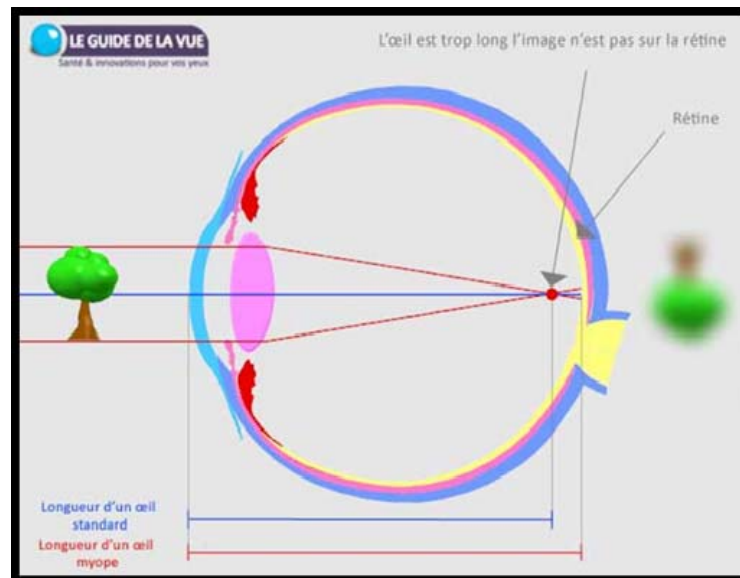 LE GUIDE DE LA VUE
Santé & innovations pour vos yeux
L'œil est trop long l'image n'est pas sur la rétine
Rétine
Longueur d'un œil
standard
Longueur d'un œil
myope